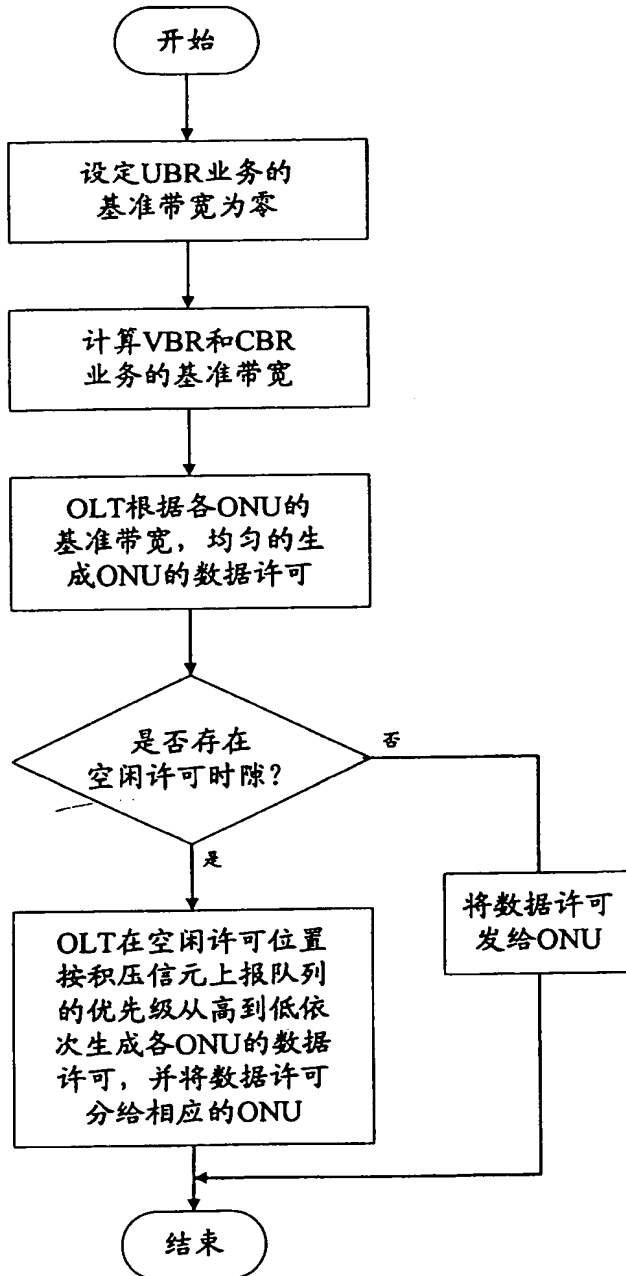 开始
设定UBR业务的
基准带宽为零
计算VBR和CBR
业务的基准带宽
OLT根据各ONU的
基准带宽，均匀的生
成ONU的数据许可
是否存在
空闲许可时隙？
否
是
将数据许可
发给ONU
OLT在空闲许可位置
按积压信元上报队列
的优先级从高到低依
次生成各ONU的数据
许可，并将数据许可
分给相应的ONU
结束